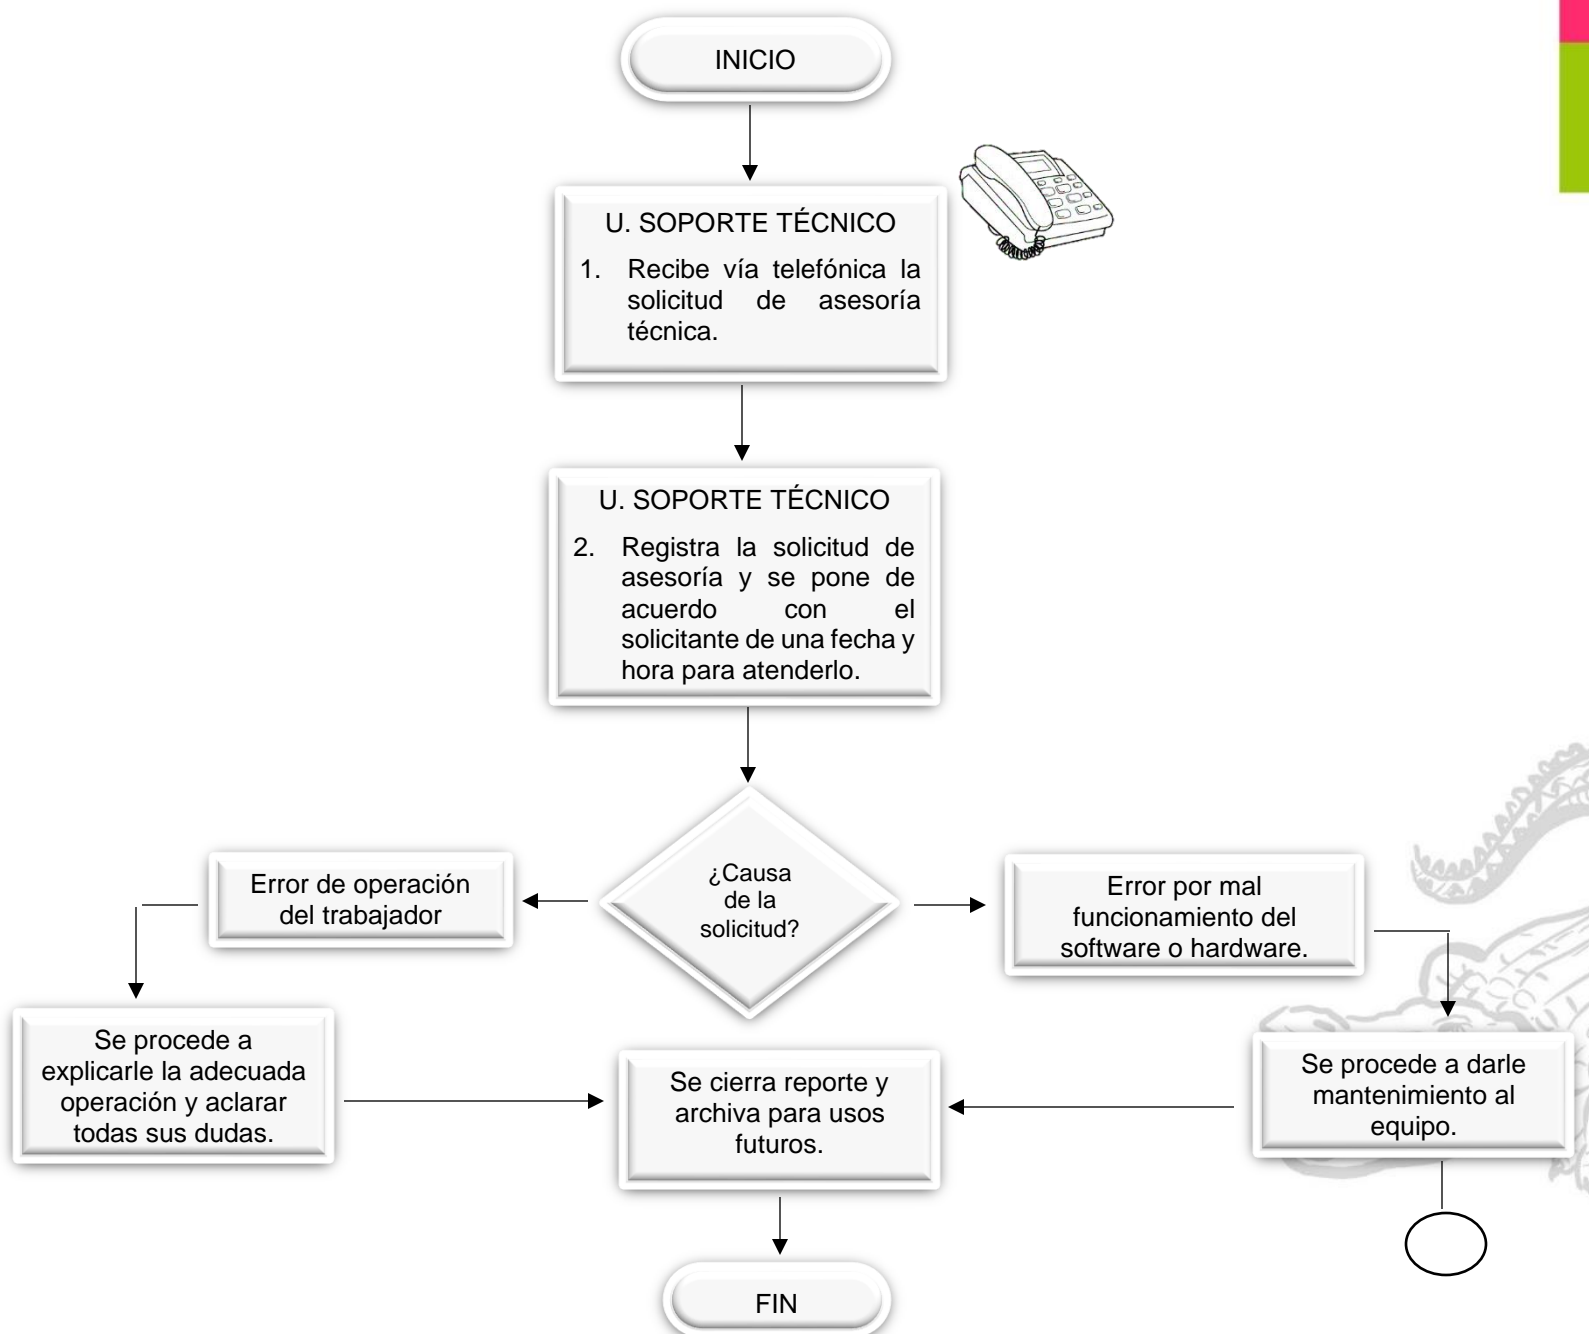 INICIO
U. SOPORTE TÉCNICO
1. Recibe vía telefónica la
solicitud de asesoría
técnica.
U. SOPORTE TÉCNICO
2. Registra la solicitud de
asesoría y se pone de
acuerdo con el
solicitante de una fecha y
hora para atenderlo.
¿Causa
de la
solicitud?
Error de operación
del trabajador
Error por mal
funcionamiento del
software o hardware.
Se procede a
explicarle la adecuada
operación y aclarar
todas sus dudas.
Se cierra reporte y
archiva para usos
futuros.
Se procede a darle
mantenimiento al
equipo.
FIN